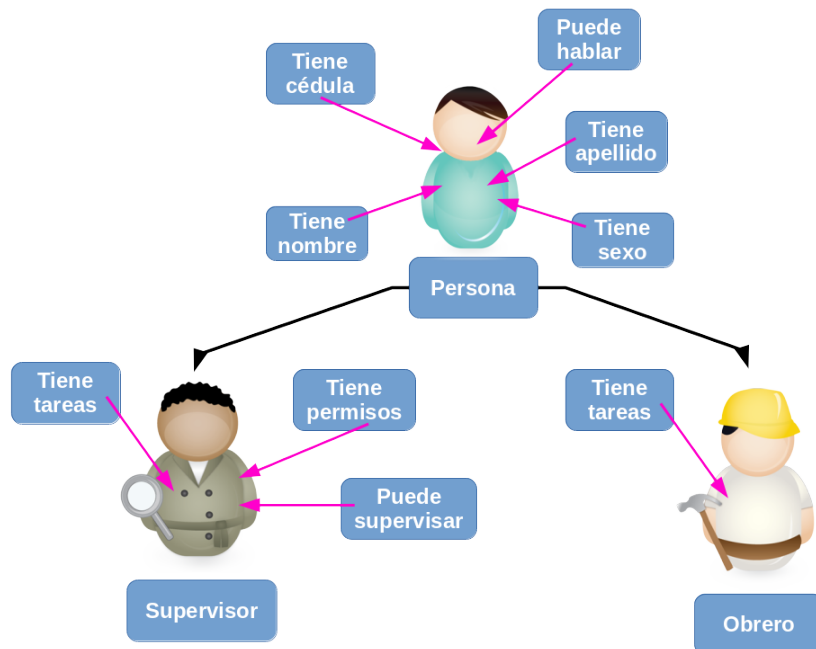 Puede
hablar
Tiene
cédula
Tiene
apellido
Tiene
nombre
Tiene
sexo
Persona
Tiene
tareas
Tiene
permisos
Tiene
tareas
Puede
supervisar
Supervisor
Obrero